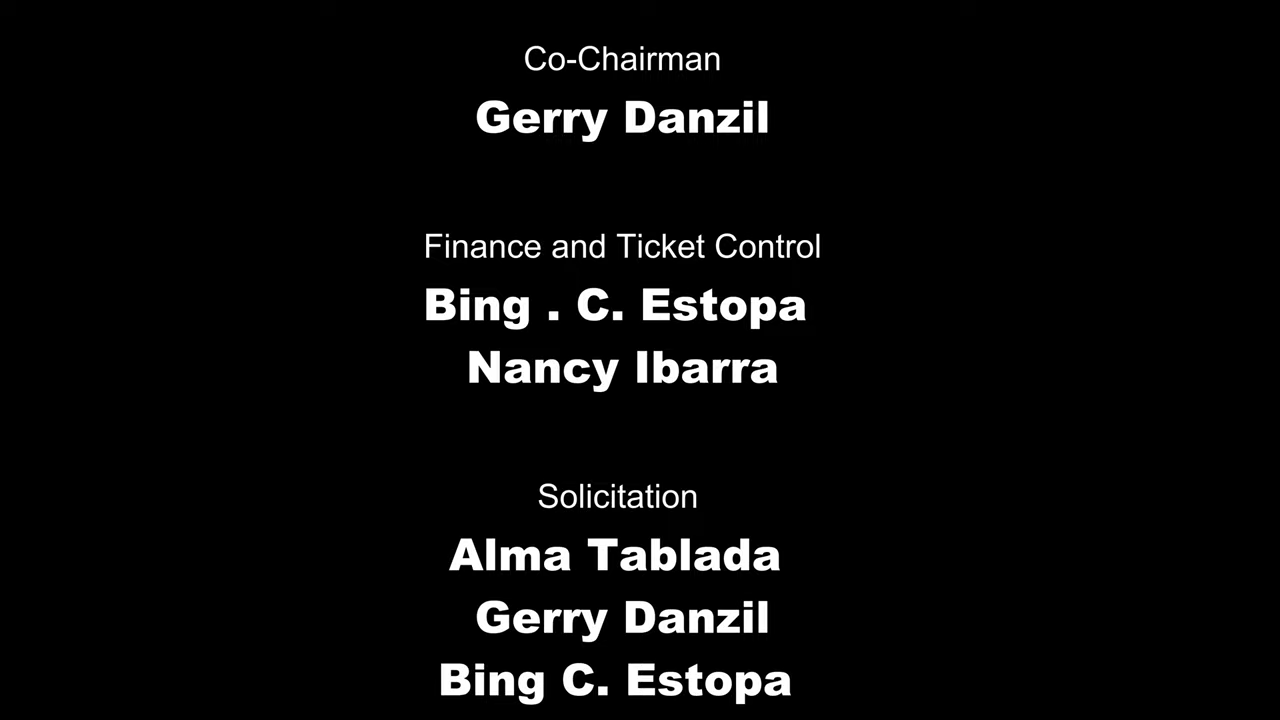 Co-Chairman
Gerry Danzil
Finance and Ticket Control
Bing . C. Estopa
Nancy Ibarra
Solicitation
Alma Tablada
Gerry Danzil
Bing C. Estopa